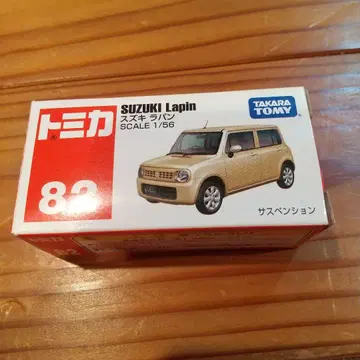 トミカ
SUZUKI Lapin
スズキ ラパン
SCALE 1/56
TAKARA
TOMY
82
サスペンション